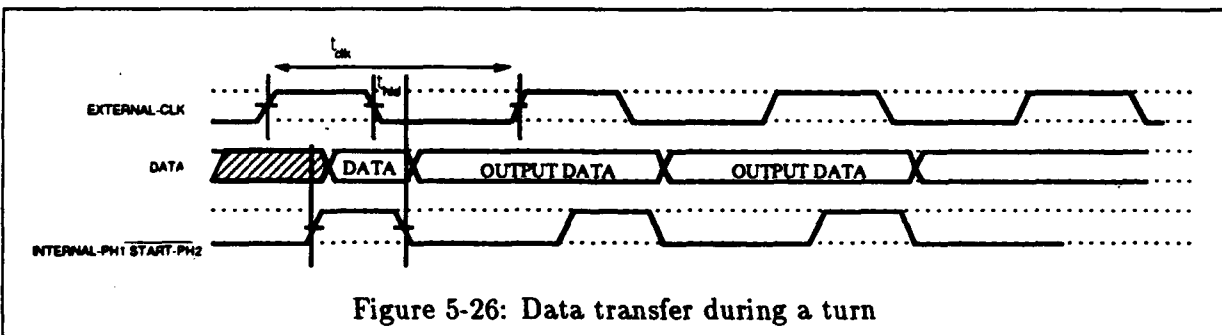 t_clk
t_hld
EXTERNAL-CLK
DATA
DATA
OUTPUT DATA
OUTPUT DATA
INTERNAL-PH1 START-PH2
Figure 5-26: Data transfer during a turn